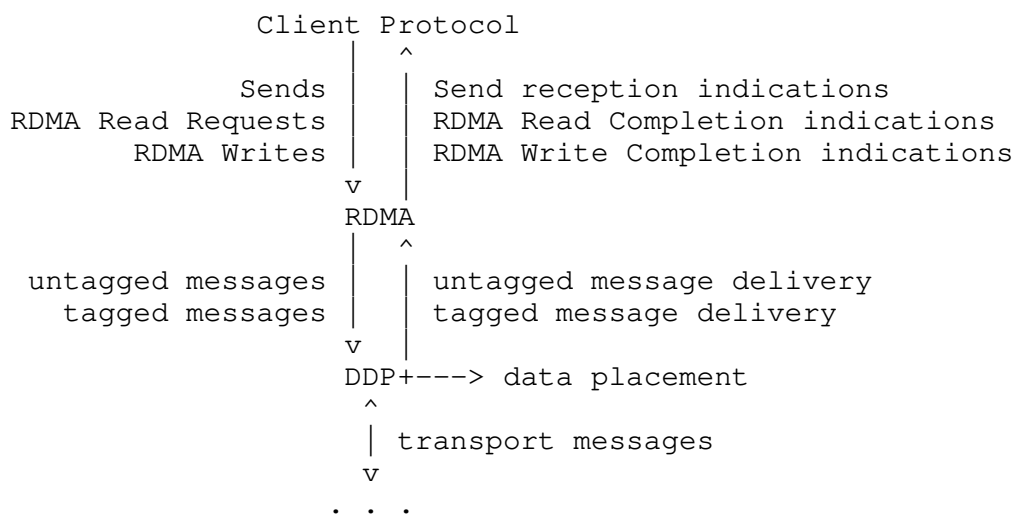 Client Protocol
| ^
Sends | | Send reception indications
RDMA Read Requests | | RDMA Read Completion indications
RDMA Writes | | RDMA Write Completion indications
v |
RDMA
| ^
untagged messages | | untagged message delivery
tagged messages | | tagged message delivery
v |
DDP+---> data placement
^
| transport messages
v
. . .